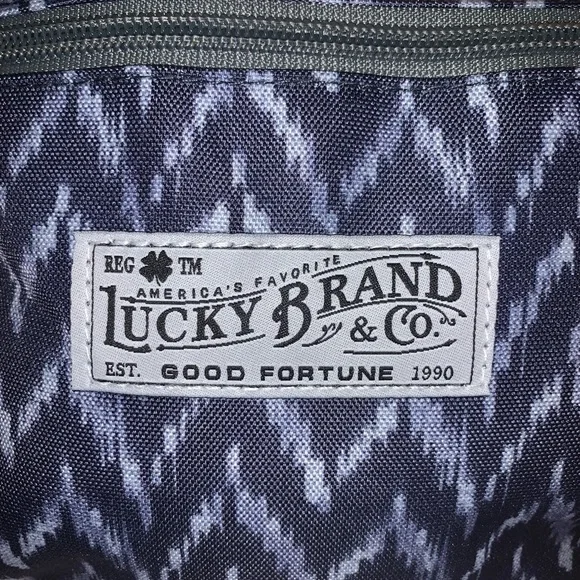 REG TM
AMERICA'S FAVORITE
LUCKY BRAND
& CO.
EST. GOOD FORTUNE 1990